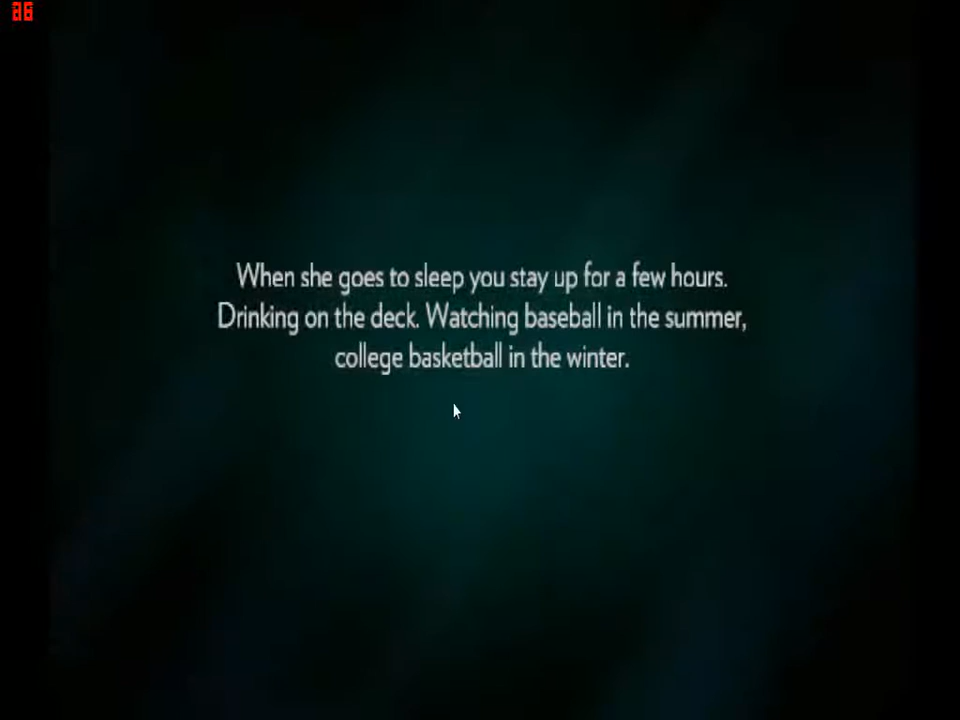 26
When she goes to sleep you stay up for a few hours.
Drinking on the deck. Watching baseball in the summer,
college basketball in the winter.